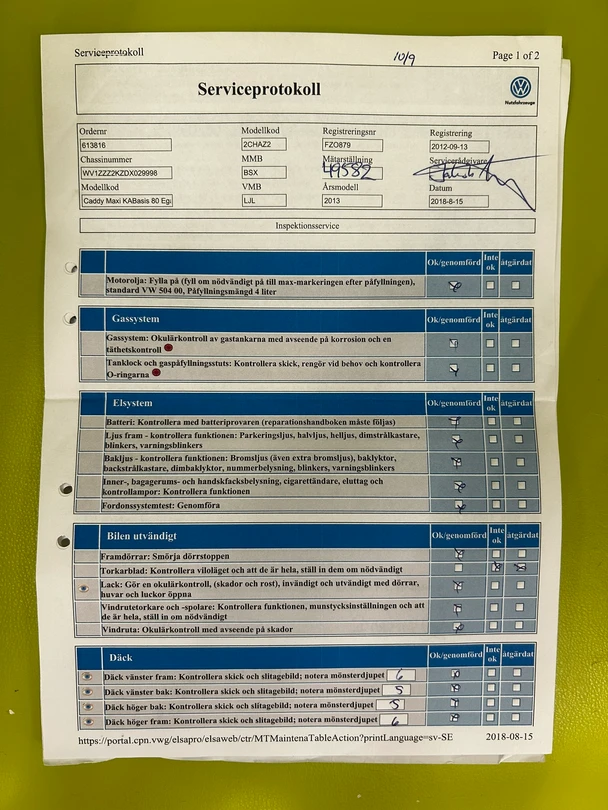 Serviceprotokoll 10/9 Page 1 of 2
Serviceprotokoll
Nutzfahrzeuge
Ordernr Modellkod Registreringsnr Registrering
613816 2CHAZ2 FZO879 2012-09-13
Chassinummer MMB Mätarställning Servicerådgivare
WV1ZZZ2KZDX029998 BSX 49582
Modellkod VMB Årsmodell Datum
Caddy Maxi KABasis 80 Ega LJL 2013 2018-8-15
Inspektionsservice
Ok/genomförd Inte ok åtgärdat
Motorolja: Fylla på (fyll om nödvändigt på till max-markeringen efter påfyllningen),
standard VW 504 00, Påfyllningsmängd 4 liter
Gassystem Ok/genomförd Inte ok åtgärdat
Gassystem: Okulärkontroll av gastankarna med avseende på korrosion och en
täthetskontroll
Tanklock och gaspåfyllningsstuts: Kontrollera skick, rengör vid behov och kontrollera
O-ringarna
Elsystem Ok/genomförd Inte ok åtgärdat
Batteri: Kontrollera med batteriprovaren (reparationshandboken måste följas)
Ljus fram - kontrollera funktionen: Parkeringsljus, halvljus, helljus, dimstrålkastare,
blinkers, varningsblinkers
Bakljus - kontrollera funktionen: Bromsljus (även extra bromsljus), baklyktor,
backstrålkastare, dimbaklyktor, nummerbelysning, blinkers, varningsblinkers
Inner-, bagagerums- och handskfacksbelysning, cigarettändare, eluttag och
kontrollampor: Kontrollera funktionen
Fordonssystemtest: Genomföra
Bilen utvändigt Ok/genomförd Inte ok åtgärdat
Framdörrar: Smörja dörrstoppen
Torkarblad: Kontrollera viloläget och att de är hela, ställ in dem om nödvändigt
Lack: Gör en okulärkontroll, (skador och rost), invändigt och utvändigt med dörrar,
huvar och luckor öppna
Vindrutetorkare och -spolare: Kontrollera funktionen, munstycksinställningen och att
de är hela, ställ in om nödvändigt
Vindruta: Okulärkontroll med avseende på skador
Däck Ok/genomförd Inte ok åtgärdat
Däck vänster fram: Kontrollera skick och slitagebild; notera mönsterdjupet 6
Däck vänster bak: Kontrollera skick och slitagebild; notera mönsterdjupet 5
Däck höger bak: Kontrollera skick och slitagebild; notera mönsterdjupet 5
Däck höger fram: Kontrollera skick och slitagebild; notera mönsterdjupet 6
https://portal.cpn.vwg/elsapro/elsaweb/ctr/MTMaintenaTableAction?printLanguage=sv-SE 2018-08-15